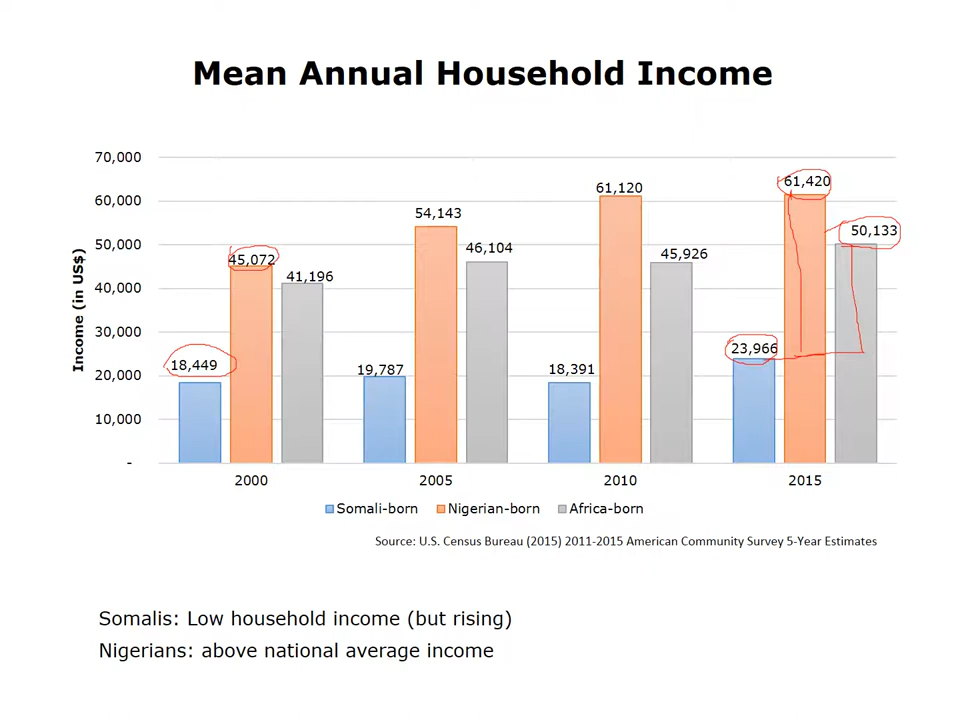 Mean Annual Household Income
70,000
60,000
50,000
40,000
30,000
20,000
10,000
-
Income (in US$)
18,449
45,072
41,196
19,787
54,143
46,104
18,391
61,120
45,926
23,966
61,420
50,133
2000 2005 2010 2015
Somali-born Nigerian-born Africa-born
Source: U.S. Census Bureau (2015) 2011-2015 American Community Survey 5-Year Estimates
Somalis: Low household income (but rising)
Nigerians: above national average income